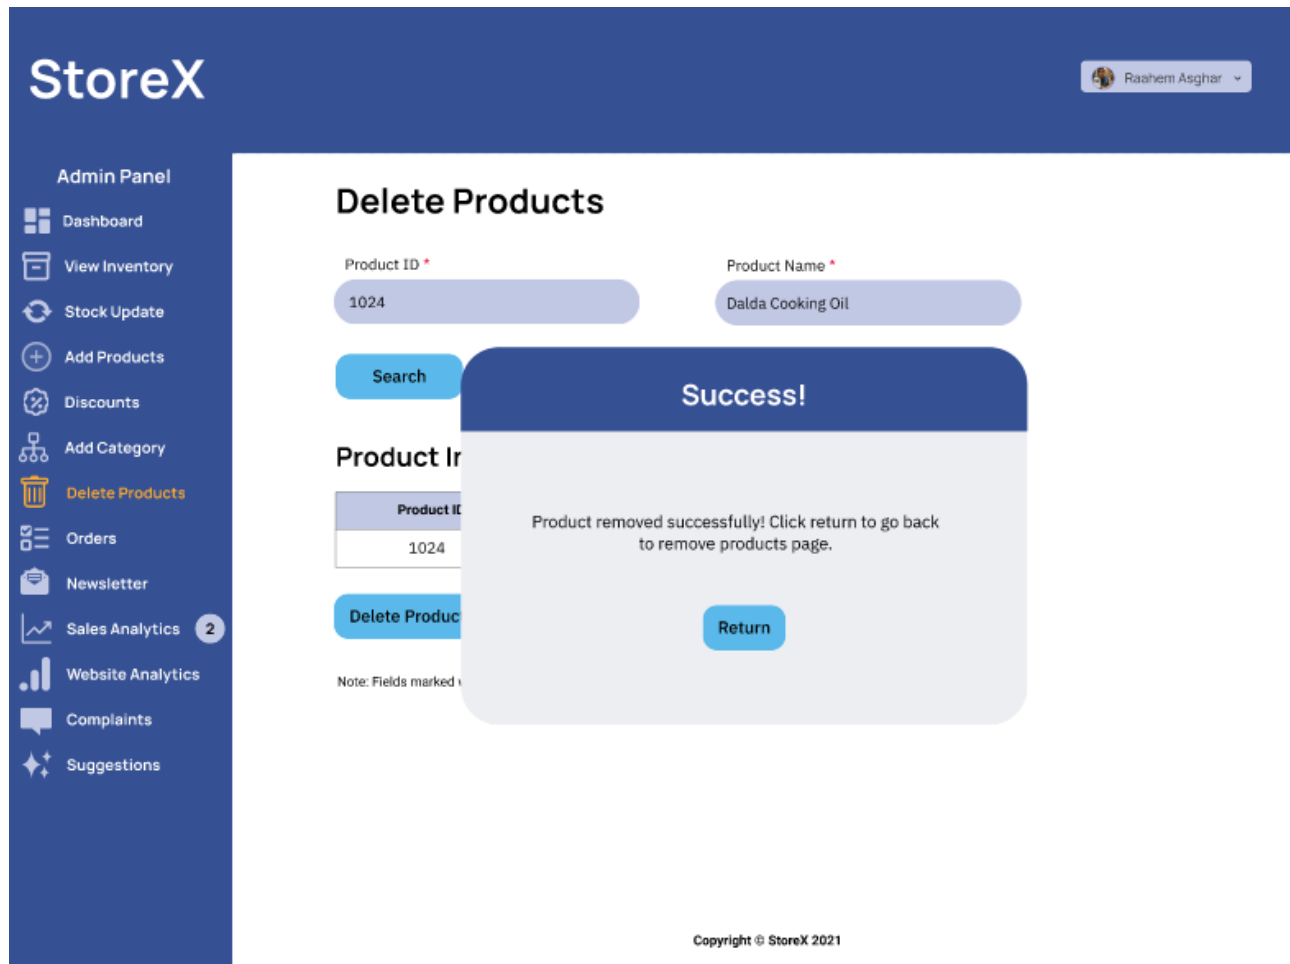 StoreX
Raahem Asghar
Admin Panel
Dashboard
View Inventory
Stock Update
Add Products
Discounts
Add Category
Delete Products
Orders
Newsletter
Sales Analytics 2
Website Analytics
Complaints
Suggestions
Delete Products
Product ID *
Product Name *
1024
Dalda Cooking Oil
Search
Success!
Product removed successfully! Click return to go back
to remove products page.
Return
Product
Product
1024
Delete
Note: Fields marked
Copyright © StoreX 2021